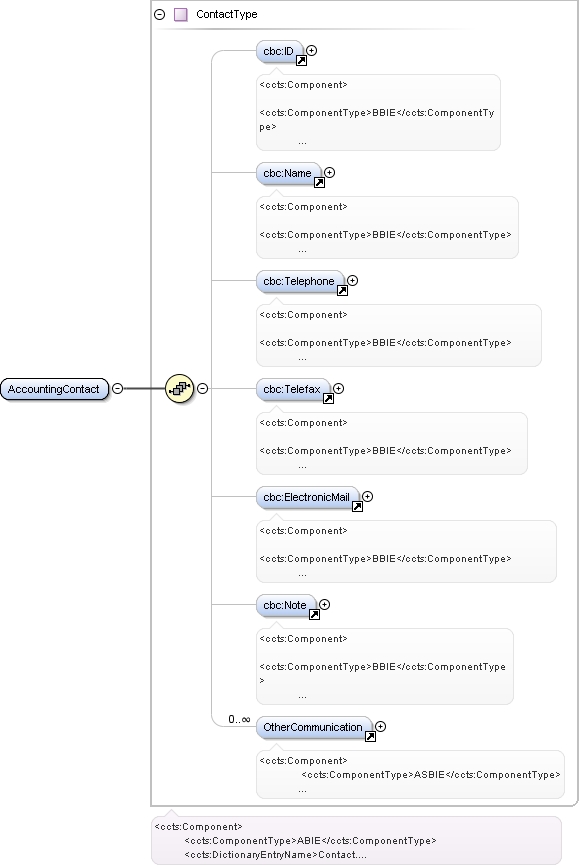 ContactType
cbc:ID
<ccts:Component>
<ccts:ComponentType>BBIE</ccts:ComponentTy
pe>
...
cbc:Name
<ccts:Component>
<ccts:ComponentType>BBIE</ccts:ComponentType>
...
cbc:Telephone
<ccts:Component>
<ccts:ComponentType>BBIE</ccts:ComponentType>
...
AccountingContact
cbc:Telefax
<ccts:Component>
<ccts:ComponentType>BBIE</ccts:ComponentType>
...
cbc:ElectronicMail
<ccts:Component>
<ccts:ComponentType>BBIE</ccts:ComponentType>
...
cbc:Note
<ccts:Component>
<ccts:ComponentType>BBIE</ccts:ComponentType
>
...
0..∞
OtherCommunication
<ccts:Component>
<ccts:ComponentType>ASBIE</ccts:ComponentType>
...
<ccts:Component>
<ccts:ComponentType>ABIE</ccts:ComponentType>
<ccts:DictionaryEntryName>Contact....